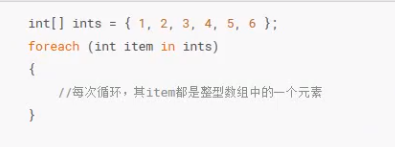 int[] ints = { 1, 2, 3, 4, 5, 6 };
foreach (int item in ints)
{
//每次循环，其item都是整型数组中的一个元素
}